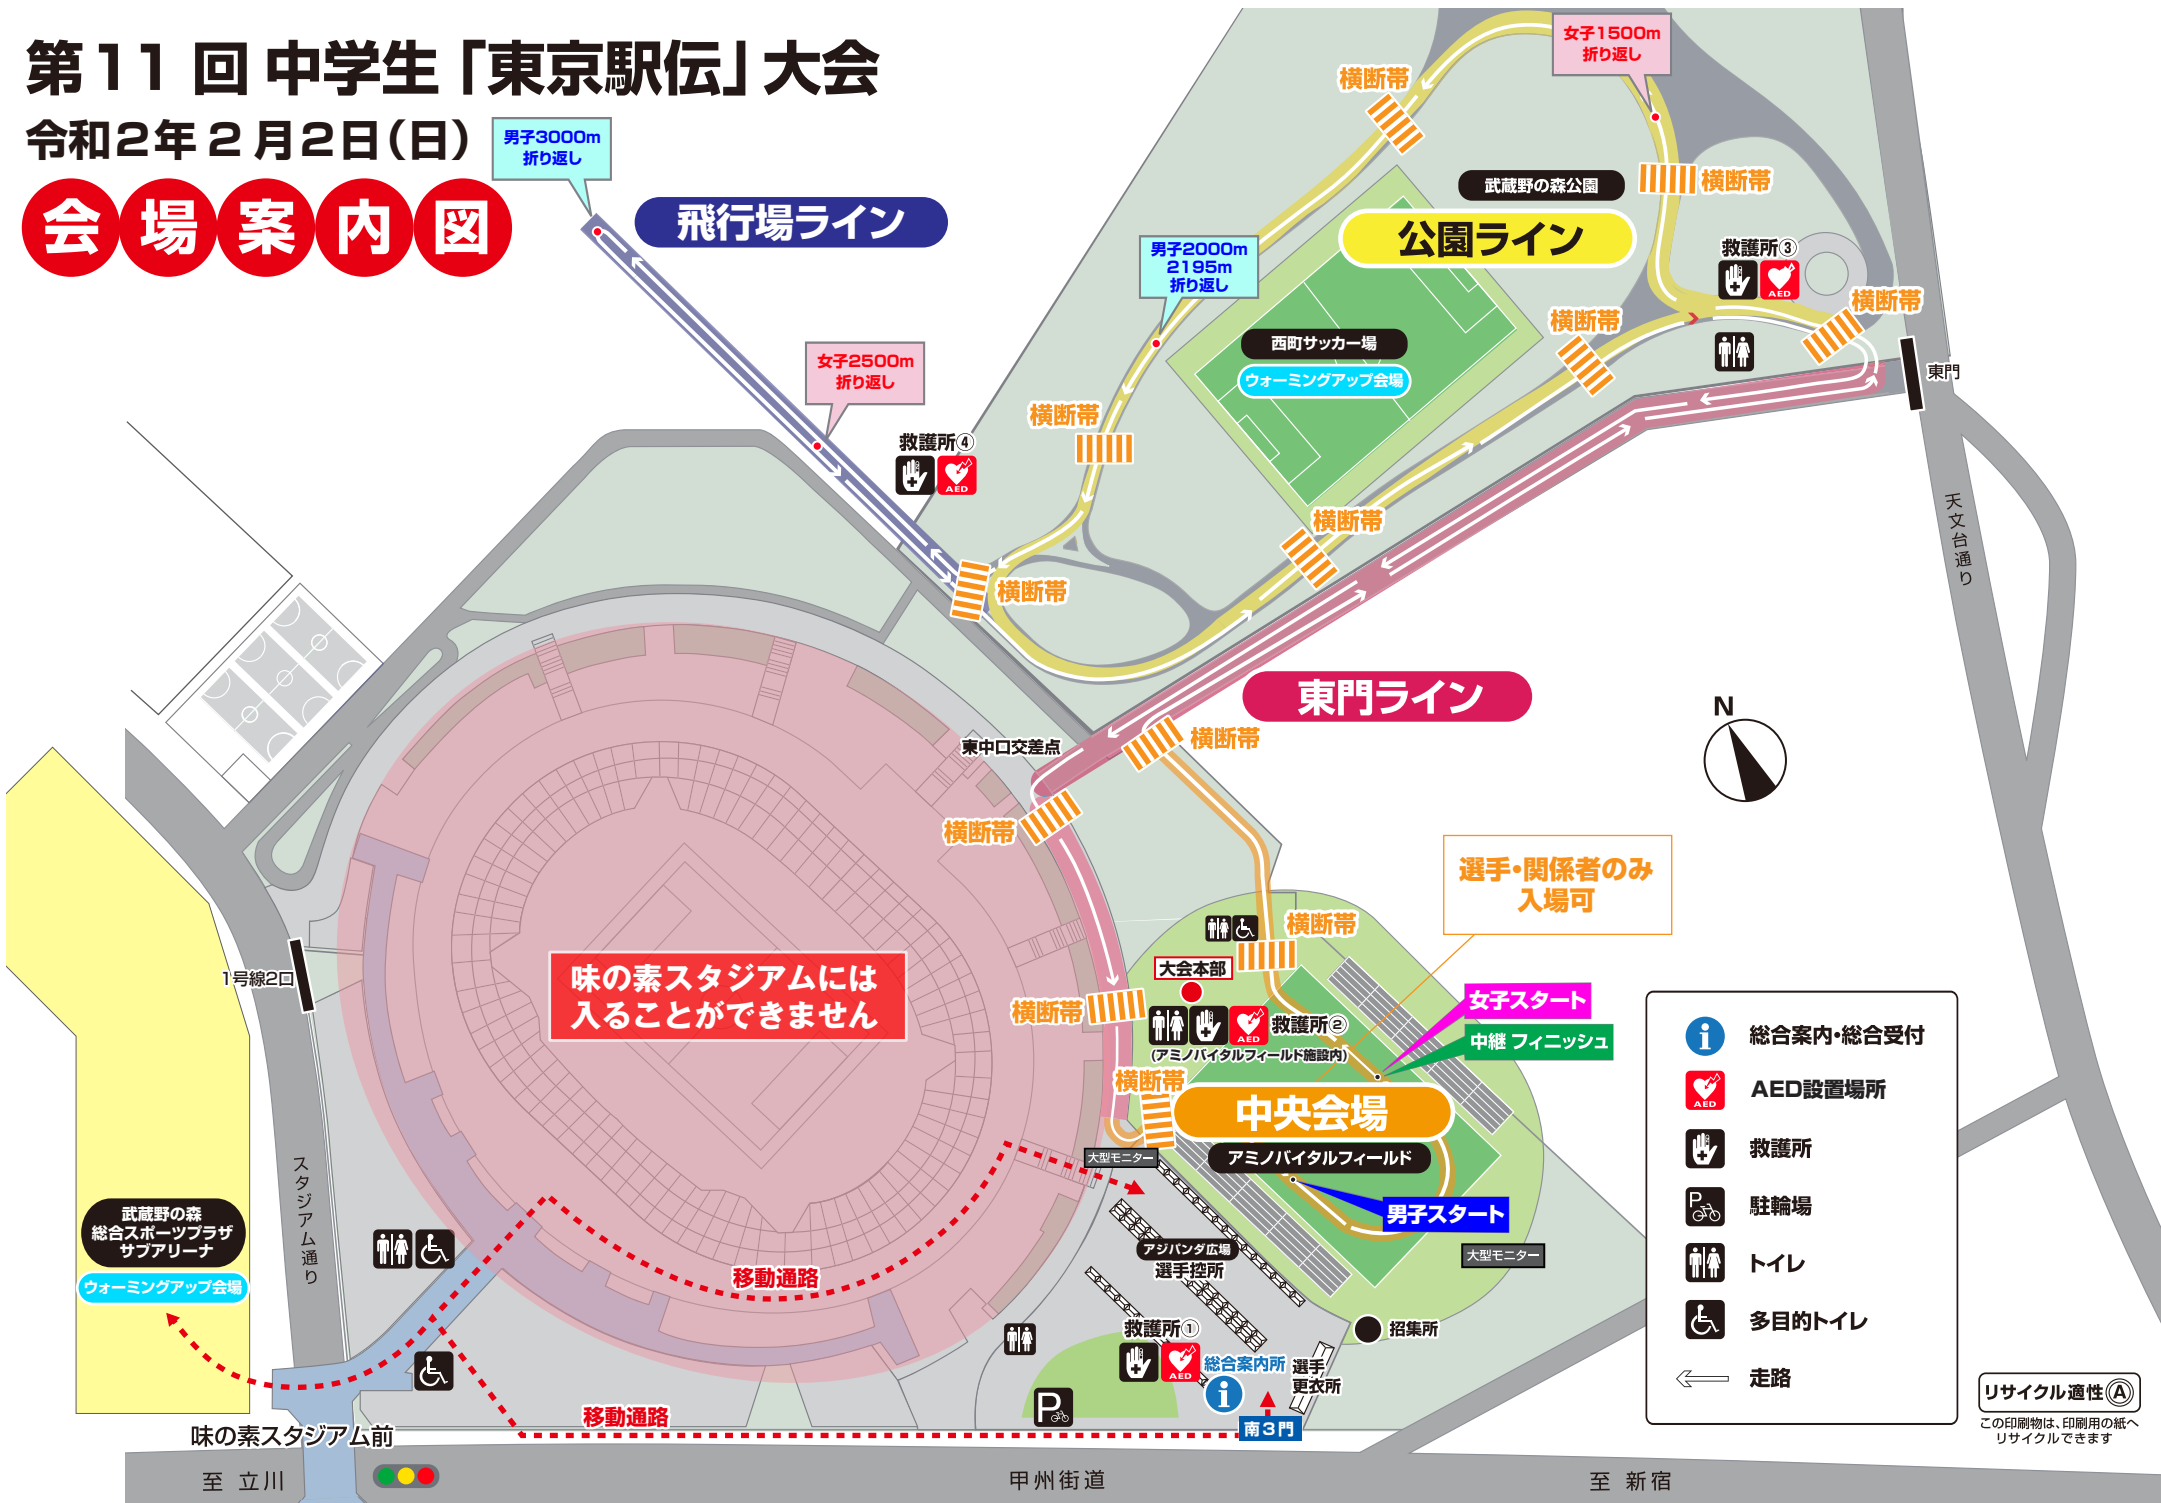 第11回 中学生「東京駅伝」大会
令和2年2月2日(日)
会場案内図
男子3000m
折り返し
飛行場ライン
女子2500m
折り返し
救護所④
AED
女子1500m
折り返し
横断帯
武蔵野の森公園
公園ライン
横断帯
救護所③
AED
横断帯
男子2000m
2195m
折り返し
西町サッカー場
ウォーミングアップ会場
横断帯
東門
横断帯
横断帯
横断帯
天文台通り
東門ライン
東中口交差点
横断帯
横断帯
N
選手・関係者のみ
入場可
横断帯
大会本部
横断帯
AED
救護所②
(アミノバイタルフィールド施設内)
女子スタート
中継 フィニッシュ
横断帯
中央会場
アミノバイタルフィールド
大型モニター
男子スタート
大型モニター
味の素スタジアムには
入ることができません
1号線2口
スタジアム通り
武蔵野の森
総合スポーツプラザ
サブアリーナ
ウォーミングアップ会場
移動通路
アジパンダ広場
選手控所
招集所
救護所①
AED
総合案内所
i
選手
更衣所
P
南3門
移動通路
味の素スタジアム前
至 立川
甲州街道
至 新宿
i
総合案内・総合受付
AED
AED設置場所
救護所
P
駐輪場
トイレ
多目的トイレ
走路
リサイクル適性Ⓐ
この印刷物は、印刷用の紙へ
リサイクルできます